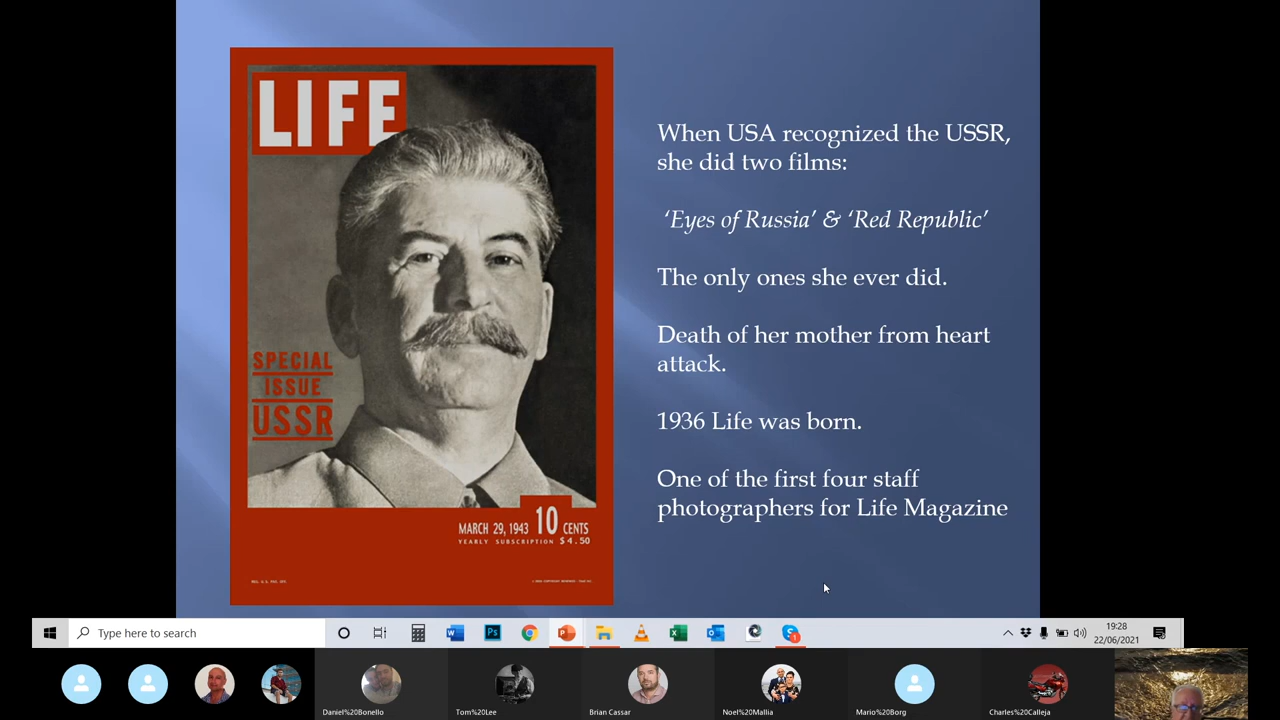 LIFE
SPECIAL
ISSUE
USSR
MARCH 29, 1943 10 CENTS
YEARLY SUBSCRIPTION $4.50
REG. U.S. PAT. OFF.
When USA recognized the USSR,
she did two films:
‘Eyes of Russia’ & ‘Red Republic’
The only ones she ever did.
Death of her mother from heart
attack.
1936 Life was born.
One of the first four staff
photographers for Life Magazine
Type here to search
19:28
22/06/2021
Daniel%20Bonello
Tom%20Lee
Brian Cassar
Noel%20Mallia
Mario%20Borg
Charles%20Calleja